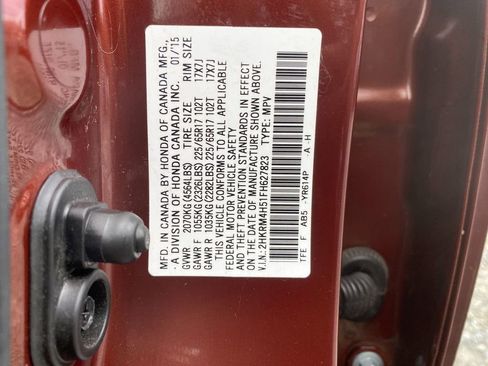 MFD. IN CANADA BY HONDA OF CANADA MFG.,
- A DIVISION OF HONDA CANADA INC. 01/15
GVWR 2070KG(4564LBS) TIRE SIZE RIM SIZE
GAWR F 1055KG(2326LBS) 225/65R17 102T 17X7J
GAWR R 1035KG(2282LBS) 225/65R17 102T 17X7J
THIS VEHICLE CONFORMS TO ALL APPLICABLE
FEDERAL MOTOR VEHICLE SAFETY
AND THEFT PREVENTION STANDARDS IN EFFECT
ON THE DATE OF MANUFACTURE SHOWN ABOVE.
V.I.N.: 2HKRM4H51FH627823 TYPE: MPV
TFE F AB5 -YR614P -A -H